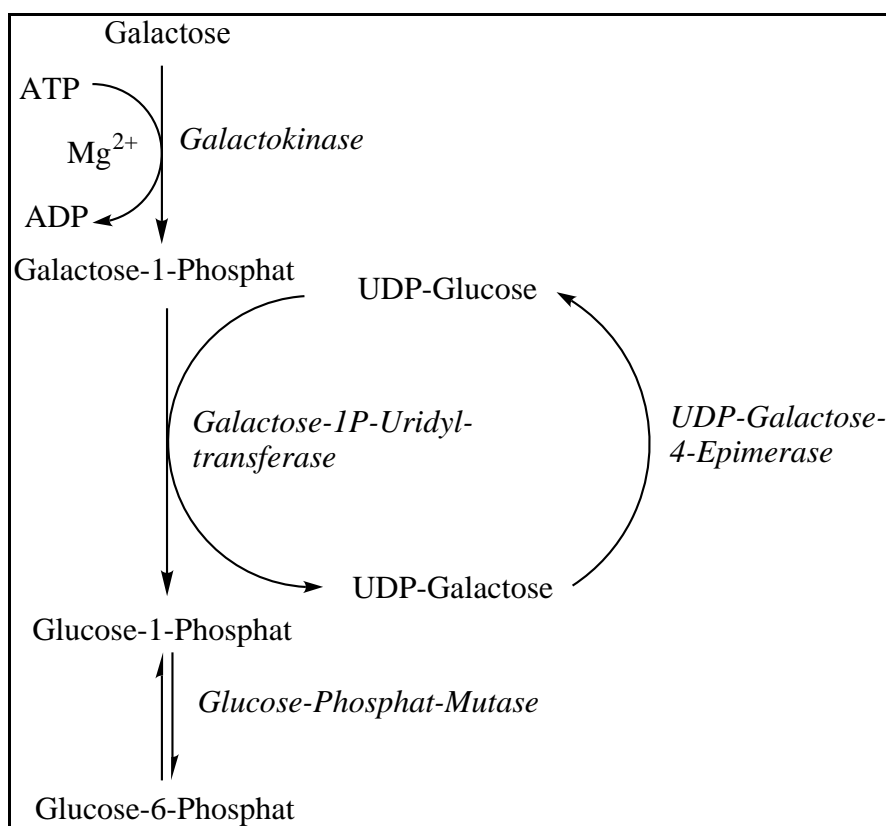 Galactose
ATP
Mg2+
Galactokinase
ADP
Galactose-1-Phosphat
UDP-Glucose
Galactose-1P-Uridyl-
transferase
UDP-Galactose-
4-Epimerase
UDP-Galactose
Glucose-1-Phosphat
Glucose-Phosphat-Mutase
Glucose-6-Phosphat